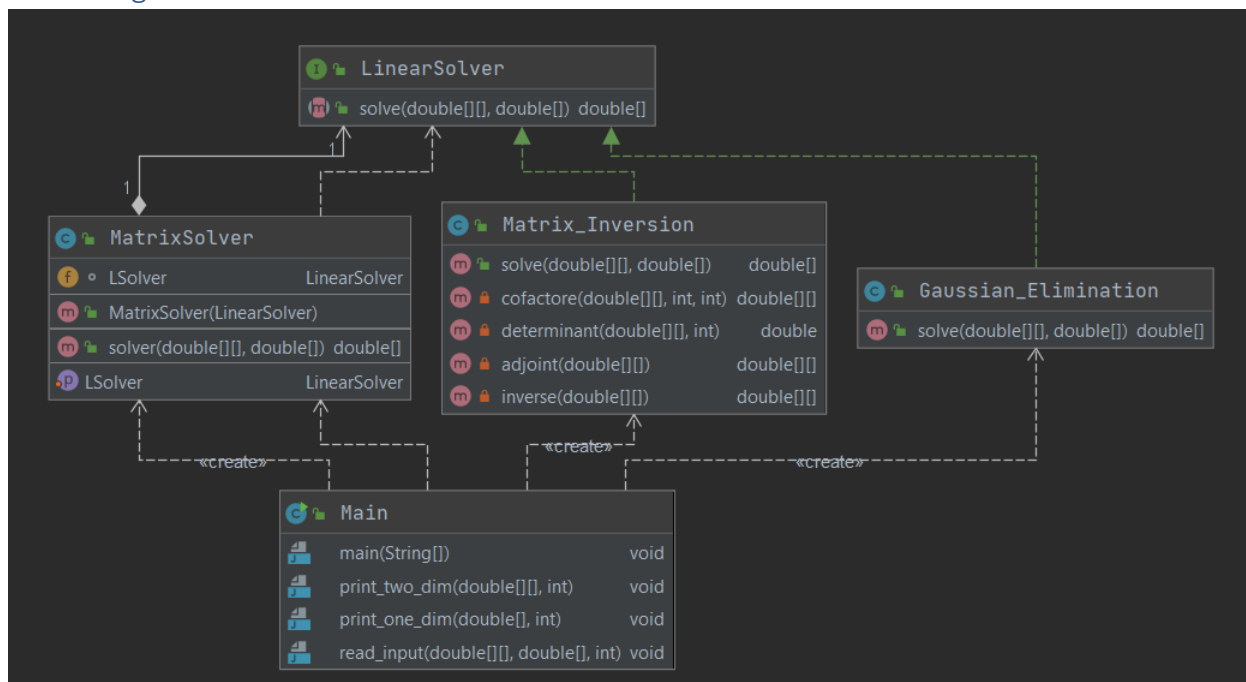 LinearSolver
solve(double[][], double[]) double[]
1
1
MatrixSolver
LSolver LinearSolver
MatrixSolver(LinearSolver)
solver(double[][], double[]) double[]
LSolver LinearSolver
Matrix_Inversion
solve(double[][], double[]) double[]
cofactore(double[][], int, int) double[][]
determinant(double[][], int) double
adjoint(double[][]) double[][]
inverse(double[][]) double[][]
Gaussian_Elimination
solve(double[][], double[]) double[]
«create»
«create»
«create»
Main
main(String[]) void
print_two_dim(double[][], int) void
print_one_dim(double[], int) void
read_input(double[][], double[], int) void